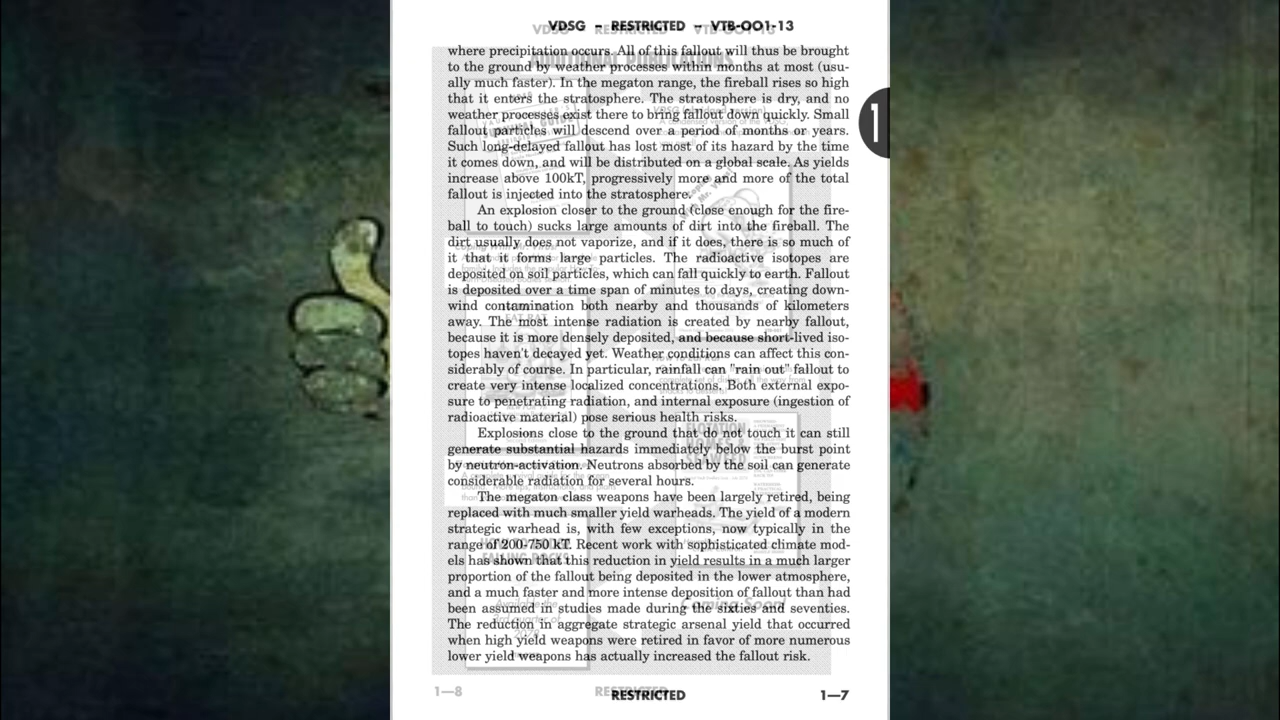 VDSG – RESTRICTED – VTB-OO1-13
where precipitation occurs. All of this fallout will thus be brought
to the ground by weather processes within months at most (usu-
ally much faster). In the megaton range, the fireball rises so high
that it enters the stratosphere. The stratosphere is dry, and no
weather processes exist there to bring fallout down quickly. Small
fallout particles will descend over a period of months or years.
Such long-delayed fallout has lost most of its hazard by the time
it comes down, and will be distributed on a global scale. As yields
increase above 100kT, progressively more and more of the total
fallout is injected into the stratosphere.
An explosion closer to the ground (close enough for the fire-
ball to touch) sucks large amounts of dirt into the fireball. The
dirt usually does not vaporize, and if it does, there is so much of
it that it forms large particles. The radioactive isotopes are
deposited on soil particles, which can fall quickly to earth. Fallout
is deposited over a time span of minutes to days, creating down-
wind contamination both nearby and thousands of kilometers
away. The most intense radiation is created by nearby fallout,
because it is more densely deposited, and because short-lived iso-
topes haven't decayed yet. Weather conditions can affect this con-
siderably of course. In particular, rainfall can "rain out" fallout to
create very intense localized concentrations. Both external expo-
sure to penetrating radiation, and internal exposure (ingestion of
radioactive material) pose serious health risks.
Explosions close to the ground that do not touch it can still
generate substantial hazards immediately below the burst point
by neutron-activation. Neutrons absorbed by the soil can generate
considerable radiation for several hours.
The megaton class weapons have been largely retired, being
replaced with much smaller yield warheads. The yield of a modern
strategic warhead is, with few exceptions, now typically in the
range of 200-750 kT. Recent work with sophisticated climate mod-
els has shown that this reduction in yield results in a much larger
proportion of the fallout being deposited in the lower atmosphere,
and a much faster and more intense deposition of fallout than had
been assumed in studies made during the sixties and seventies.
The reduction in aggregate strategic arsenal yield that occurred
when high yield weapons were retired in favor of more numerous
lower yield weapons has actually increased the fallout risk.
1
ADDITIONAL PUBLICATIONS
FLOTATION
HOMES &
SEAWEED
FALLING ROCKS
Available the
3rd quarter of
Coming Soon!
1—8
RESTRICTED
RESTRICTED
1—7